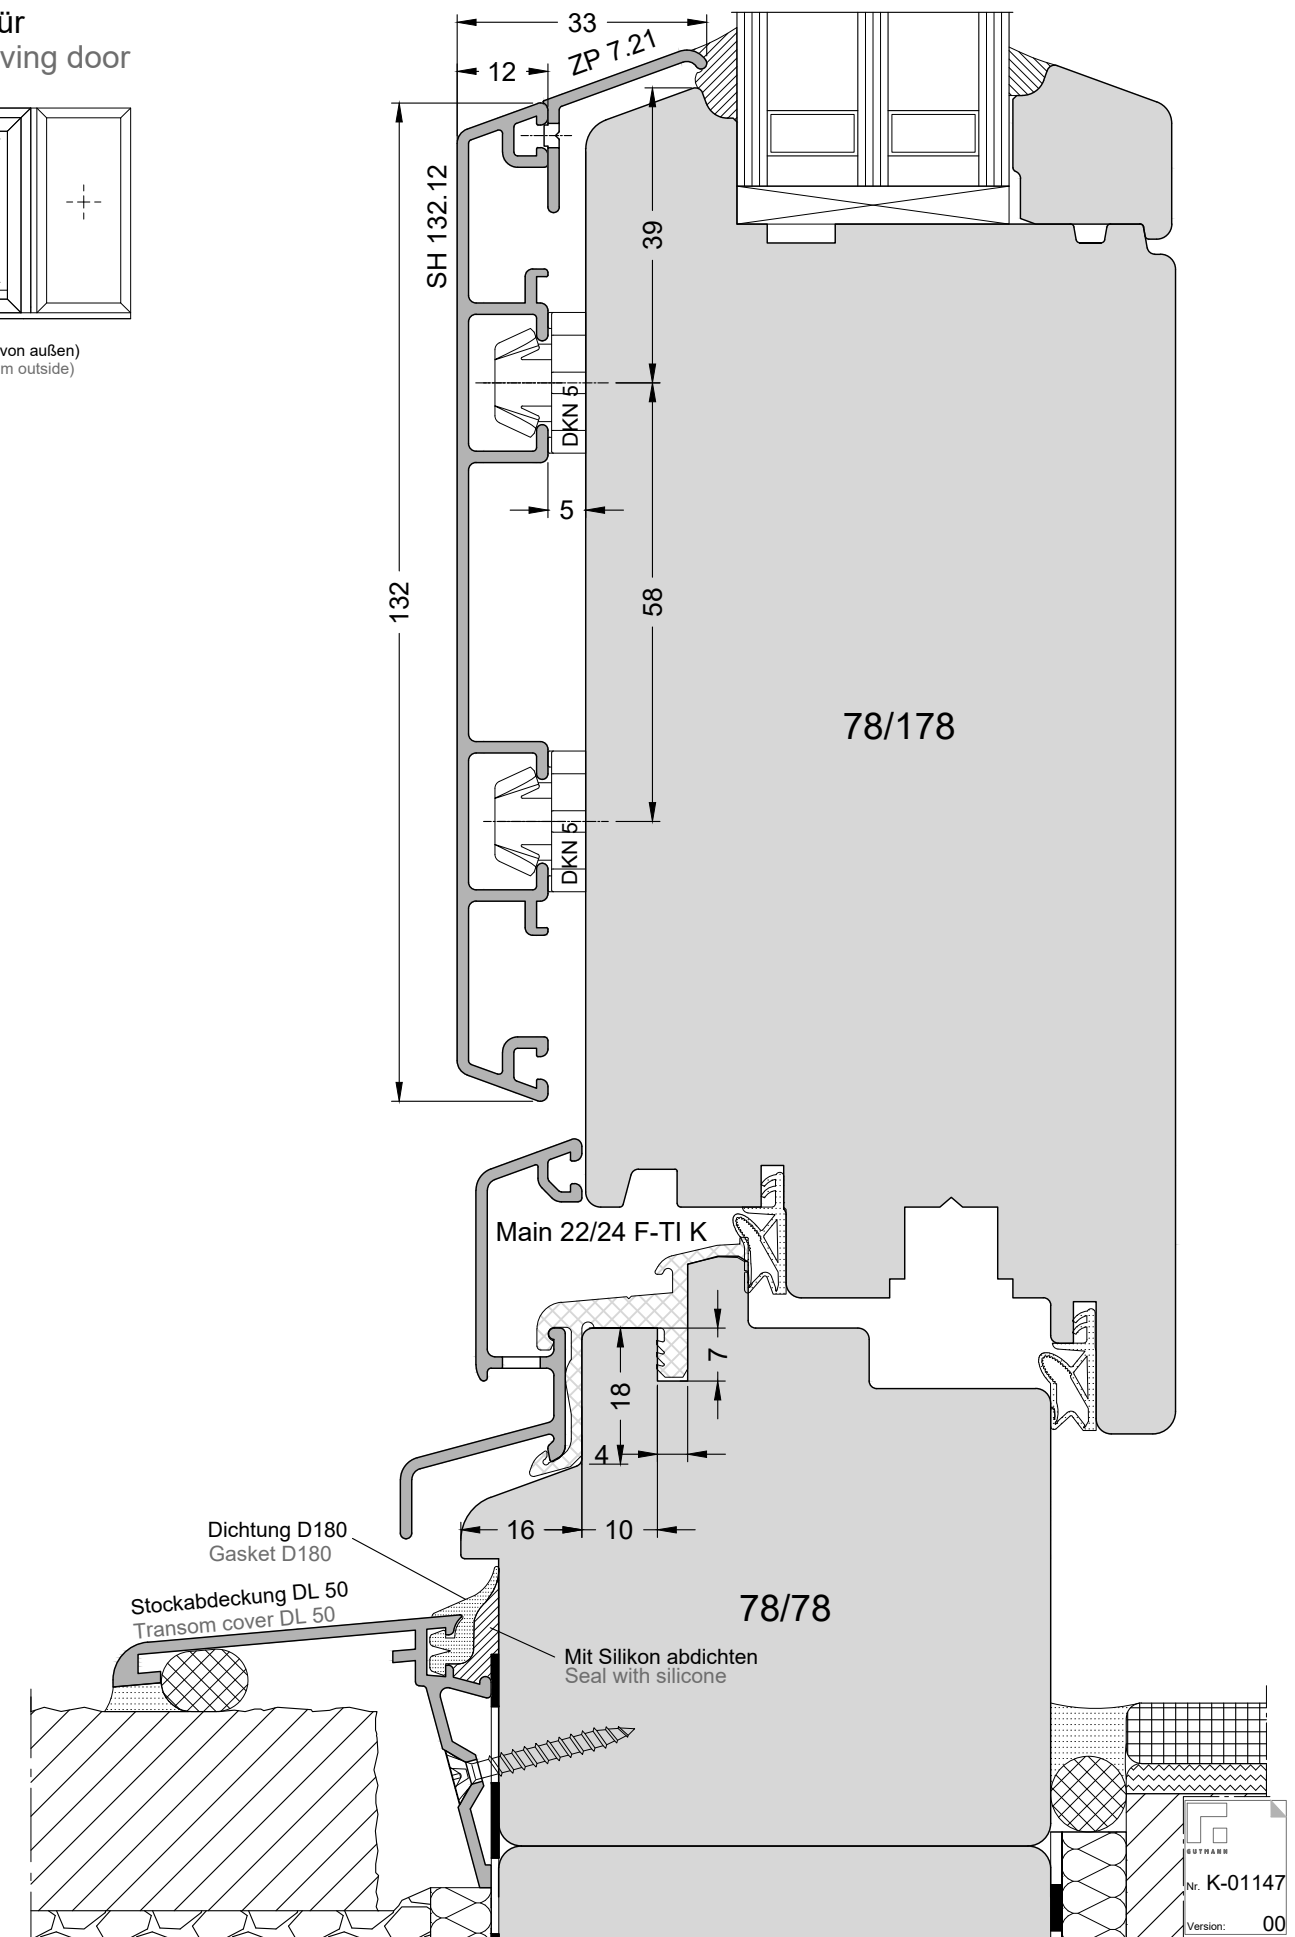 ür
ving door
von außen)
m outside)
33
12
ZP 7.21
SH 132.12
39
DKN 5
5
132
58
78/178
DKN 5
Main 22/24 F-TI K
7
18
4
16
10
Dichtung D180
Gasket D180
Stockabdeckung DL 50
Transom cover DL 50
78/78
Mit Silikon abdichten
Seal with silicone
GUTMANN
Nr. K-01147
Version: 00